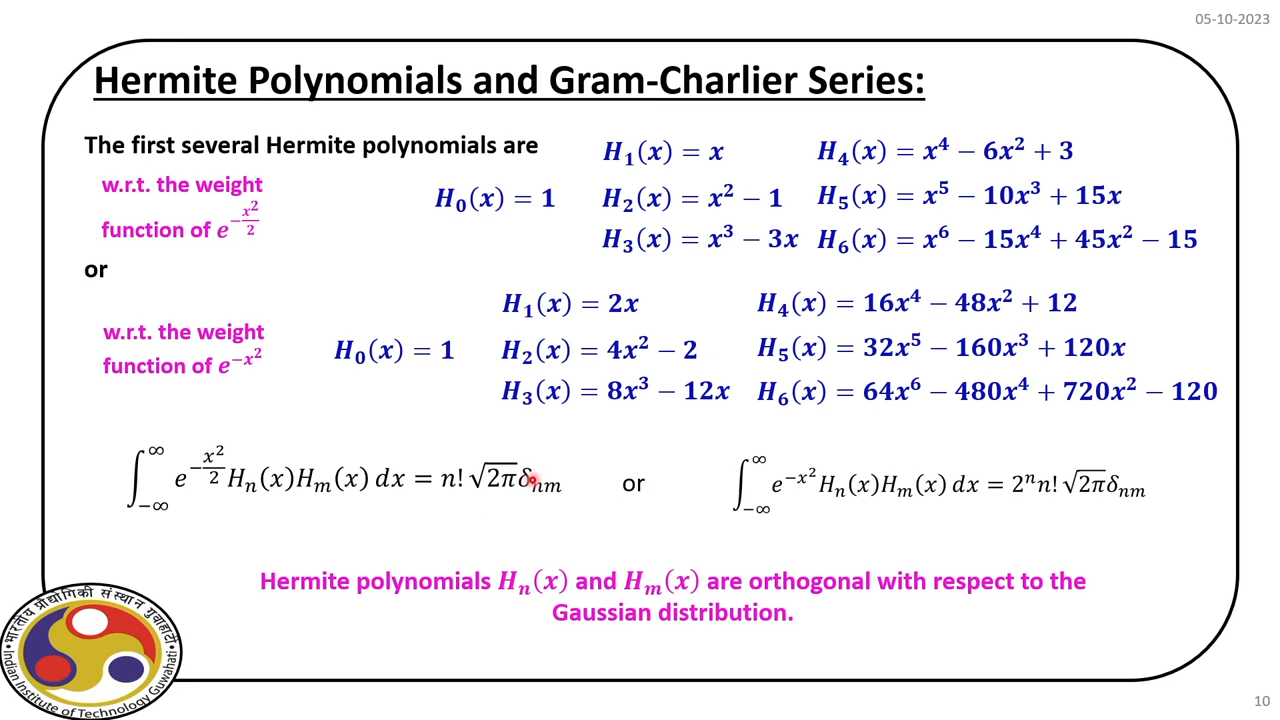 05-10-2023
Hermite Polynomials and Gram-Charlier Series:
The first several Hermite polynomials are
w.r.t. the weight
function of e^{-x²/2}
H₀(x) = 1
H₁(x) = x
H₂(x) = x² − 1
H₃(x) = x³ − 3x
H₄(x) = x⁴ − 6x² + 3
H₅(x) = x⁵ − 10x³ + 15x
H₆(x) = x⁶ − 15x⁴ + 45x² − 15
or
w.r.t. the weight
function of e^{-x²}
H₀(x) = 1
H₁(x) = 2x
H₂(x) = 4x² − 2
H₃(x) = 8x³ − 12x
H₄(x) = 16x⁴ − 48x² + 12
H₅(x) = 32x⁵ − 160x³ + 120x
H₆(x) = 64x⁶ − 480x⁴ + 720x² − 120
∫_{-∞}^{∞} e^{-x²/2} Hₙ(x)Hₘ(x) dx = n! √(2π) δₙₘ or ∫_{-∞}^{∞} e^{-x²} Hₙ(x)Hₘ(x) dx = 2ⁿn! √(2π) δₙₘ
Hermite polynomials Hₙ(x) and Hₘ(x) are orthogonal with respect to the
Gaussian distribution.
भारतीय प्रौद्योगिकी संस्थान गुवाहाटी
Indian Institute of Technology Guwahati
10